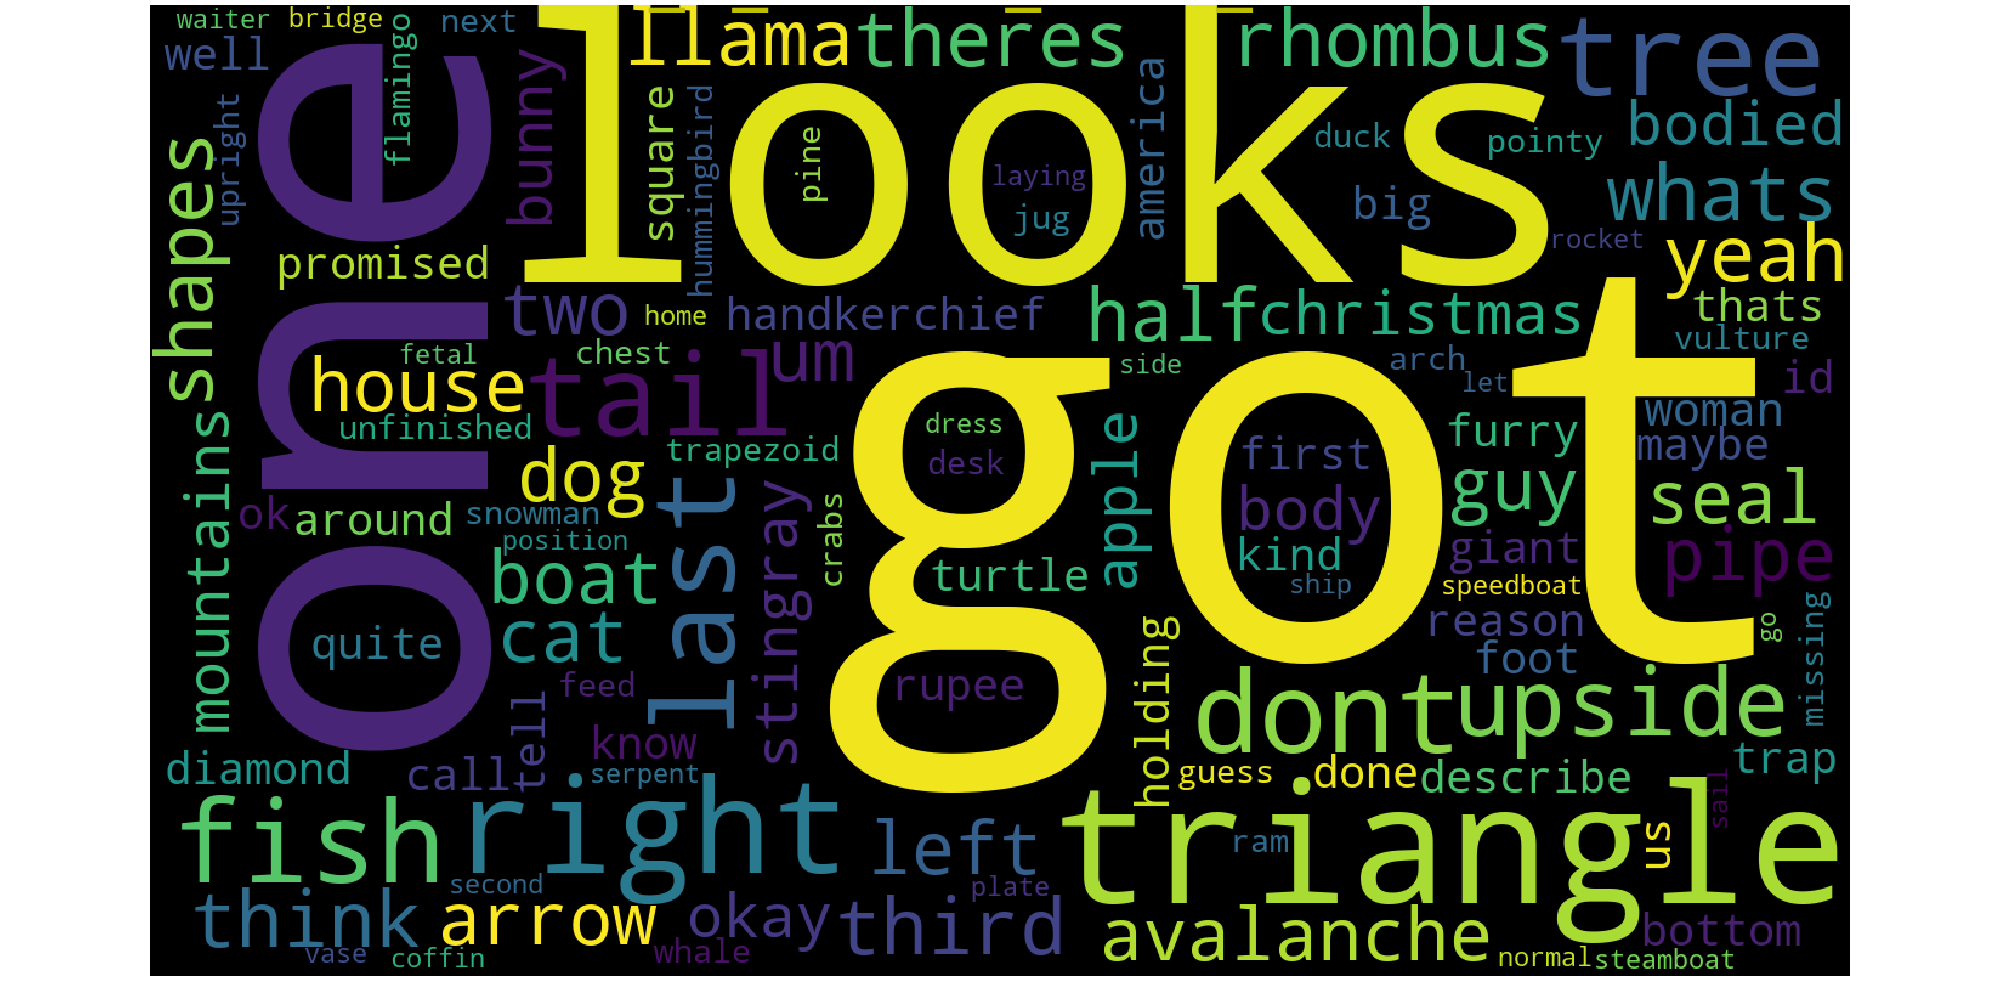 waiter
bridge
next
looks
llama
theres
rhombus
tree
well
flamingo
bunny
one
upright
shapes
square
hummingbird
pine
laying
jug
america
duck
pointy
bodied
big
whats
rocket
yeah
promised
two
home
handkerchief
half
christmas
thats
vulture
fetal
chest
um
side
arch
let
id
house
tail
got
unfinished
trapezoid
dress
desk
apple
first
furry
woman
maybe
mountains
dog
last
stingray
crabs
body
guy
seal
ok
around
snowman
position
boat
turtle
kind
ship
giant
speedboat
pipe
quite
cat
reason
go
missing
foot
feed
rupee
holding
dont
upside
tell
know
diamond
call
serpent
guess
done
describe
trap
fish
right
left
triangle
us
sail
ram
second
plate
think
arrow
okay
third
avalanche
bottom
vase
coffin
whale
normal
steamboat